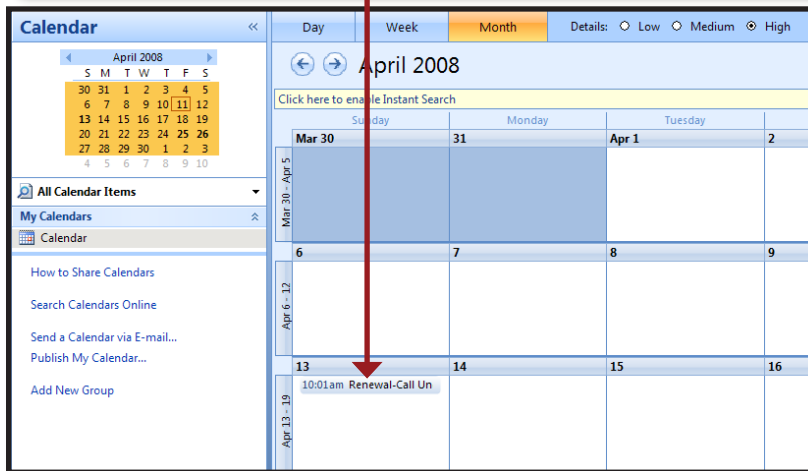 Calendar «
Day Week Month Details: Low Medium High
April 2008
S M T W T F S
30 31 1 2 3 4 5
6 7 8 9 10 11 12
13 14 15 16 17 18 19
20 21 22 23 24 25 26
27 28 29 30 1 2 3
4 5 6 7 8 9 10
All Calendar Items
My Calendars
Calendar
How to Share Calendars
Search Calendars Online
Send a Calendar via E-mail...
Publish My Calendar...
Add New Group
April 2008
Click here to enable Instant Search
Sunday Monday Tuesday
Mar 30 31 Apr 1 2
Mar 30 - Apr 5
6 7 8 9
Apr 6 - 12
13 14 15 16
Apr 13 - 19
10:01am Renewal-Call Un